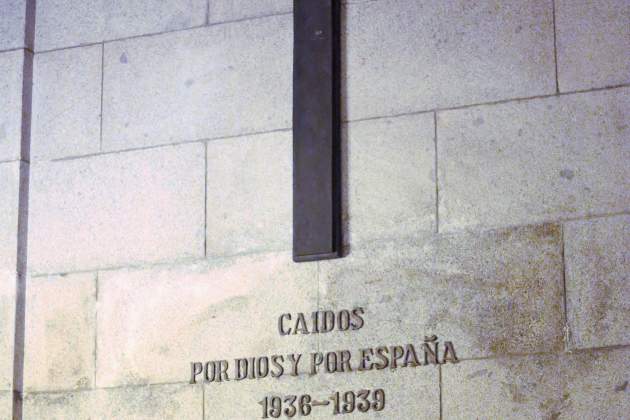 CAIDOS
POR DIOS Y POR ESPAÑA
1936-1939